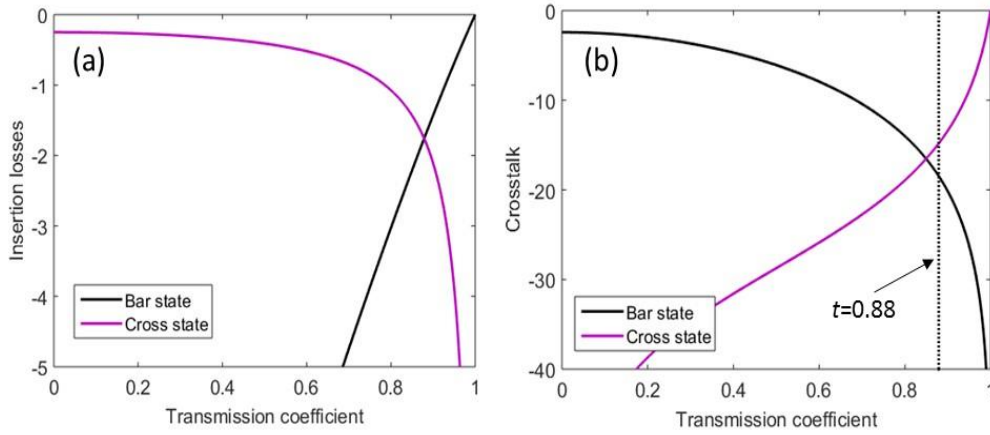 (a)
Insertion losses
0
-1
-2
-3
-4
-5
Bar state
Cross state
0
0.2
0.4
0.6
0.8
1
Transmission coefficient
(b)
Crosstalk
0
-10
-20
-30
-40
t=0.88
Bar state
Cross state
0
0.2
0.4
0.6
0.8
1
Transmission coefficient